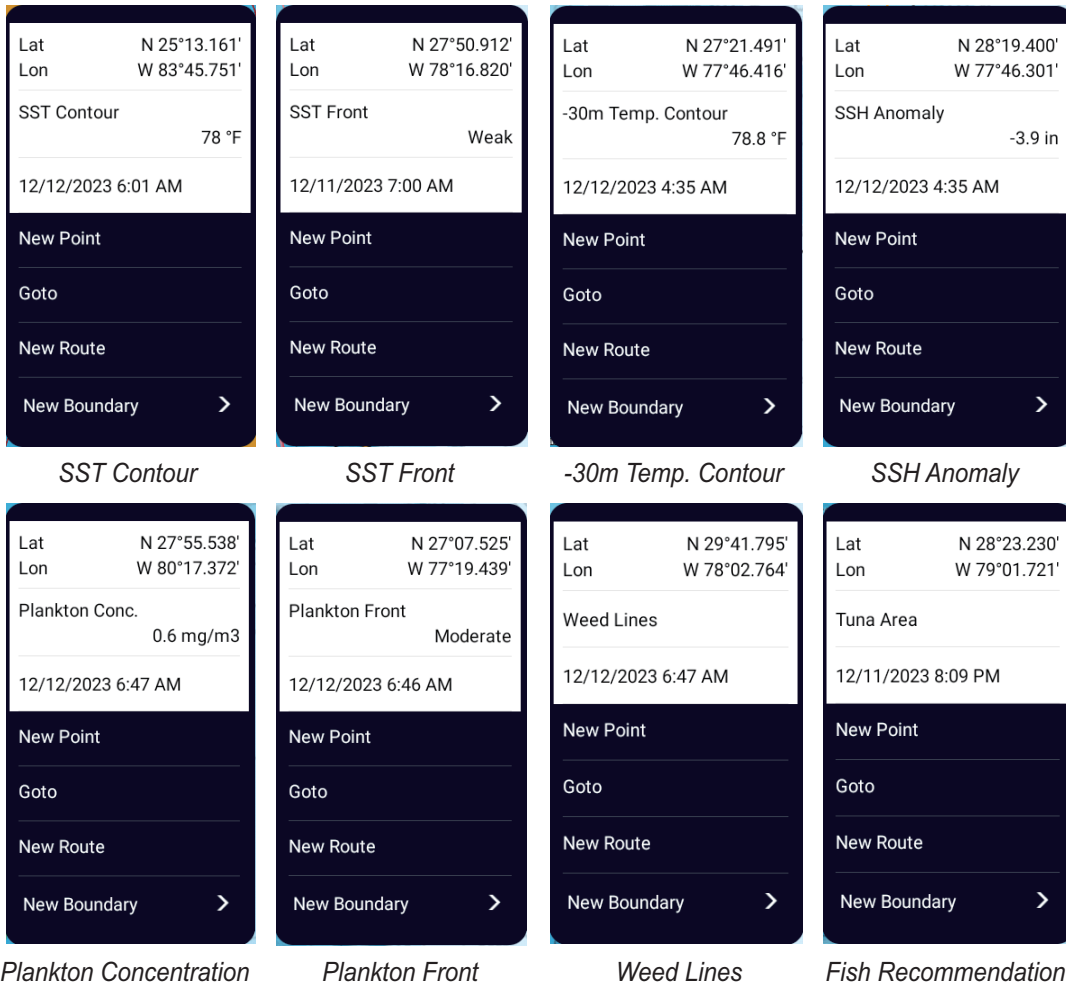 Lat N 25°13.161'
Lon W 83°45.751'
SST Contour
78 °F
12/12/2023 6:01 AM
New Point
Goto
New Route
New Boundary
SST Contour
Lat N 27°50.912'
Lon W 78°16.820'
SST Front
Weak
12/11/2023 7:00 AM
New Point
Goto
New Route
New Boundary
SST Front
Lat N 27°21.491'
Lon W 77°46.416'
-30m Temp. Contour
78.8 °F
12/12/2023 4:35 AM
New Point
Goto
New Route
New Boundary
-30m Temp. Contour
Lat N 28°19.400'
Lon W 77°46.301'
SSH Anomaly
-3.9 in
12/12/2023 4:35 AM
New Point
Goto
New Route
New Boundary
SSH Anomaly
Lat N 27°55.538'
Lon W 80°17.372'
Plankton Conc.
0.6 mg/m3
12/12/2023 6:47 AM
New Point
Goto
New Route
New Boundary
Plankton Concentration
Lat N 27°07.525'
Lon W 77°19.439'
Plankton Front
Moderate
12/12/2023 6:46 AM
New Point
Goto
New Route
New Boundary
Plankton Front
Lat N 29°41.795'
Lon W 78°02.764'
Weed Lines
12/12/2023 6:47 AM
New Point
Goto
New Route
New Boundary
Weed Lines
Lat N 28°23.230'
Lon W 79°01.721'
Tuna Area
12/11/2023 8:09 PM
New Point
Goto
New Route
New Boundary
Fish Recommendation